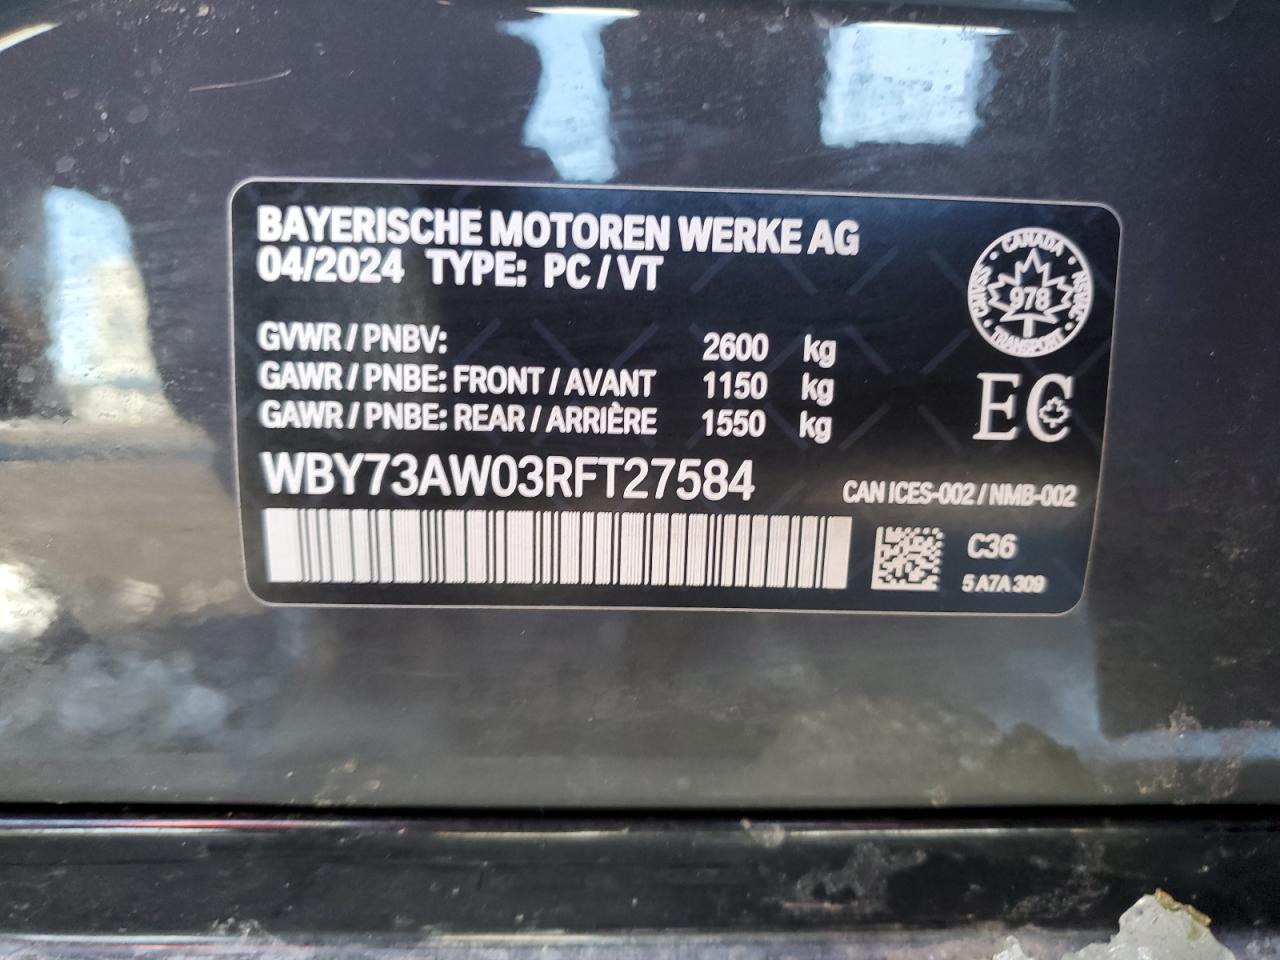 BAYERISCHE MOTOREN WERKE AG
04/2024 TYPE: PC / VT
CANADA
CMVSS NSVAC
978
TRANSPORT
GVWR / PNBV: 2600 kg
GAWR / PNBE: FRONT / AVANT 1150 kg
GAWR / PNBE: REAR / ARRIÈRE 1550 kg
EC
WBY73AW03RFT27584
CAN ICES-002 / NMB-002
C36
5 A7A 309